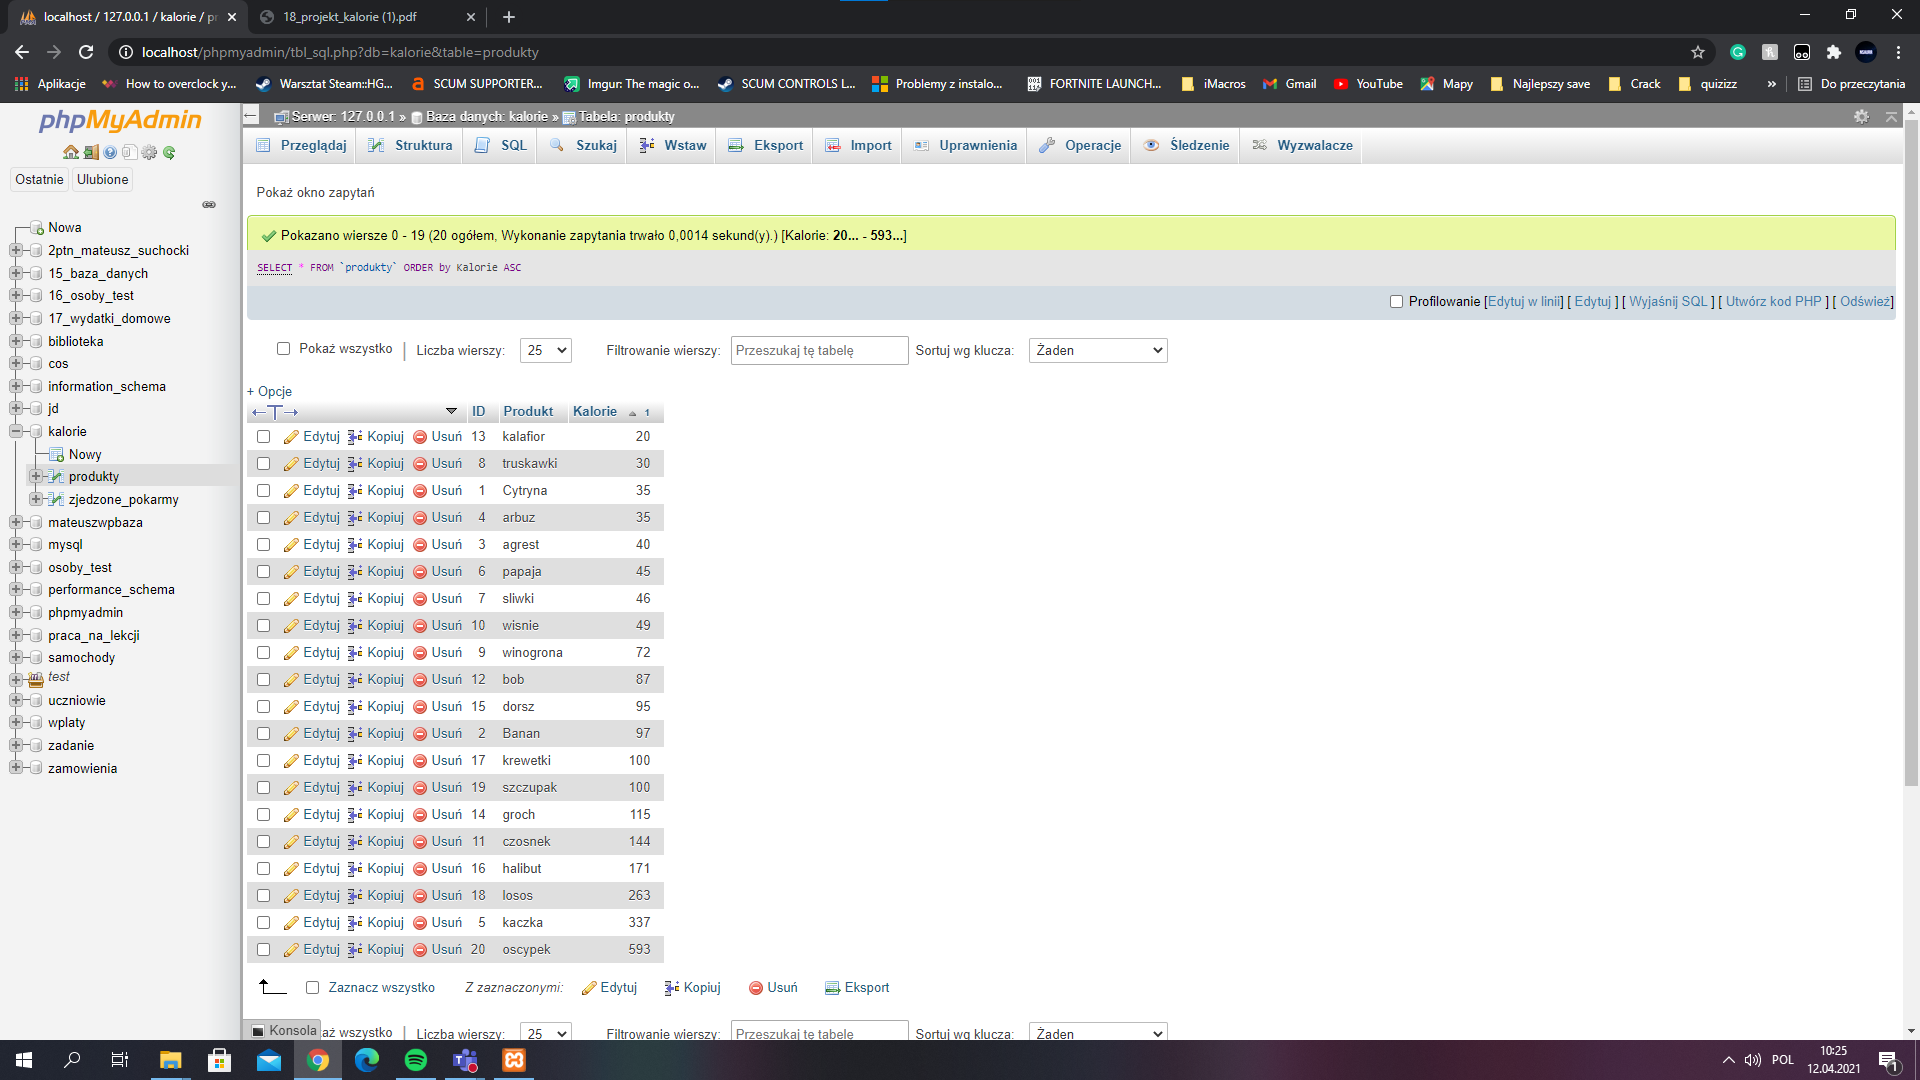 localhost / 127.0.0.1 / kalorie / pr
18_projekt_kalorie (1).pdf
localhost/phpmyadmin/tbl_sql.php?db=kalorie&table=produkty
Aplikacje
How to overclock y...
Warsztat Steam::HG...
SCUM SUPPORTER...
Imgur: The magic o...
SCUM CONTROLS L...
Problemy z instalo...
FORTNITE LAUNCH...
iMacros
Gmail
YouTube
Mapy
Najlepszy save
Crack
quizizz
»
Do przeczytania
phpMyAdmin
Ostatnie
Ulubione
Nowa
2ptn_mateusz_suchocki
15_baza_danych
16_osoby_test
17_wydatki_domowe
biblioteka
cos
information_schema
jd
kalorie
Nowy
produkty
zjedzone_pokarmy
mateuszwpbaza
mysql
osoby_test
performance_schema
phpmyadmin
praca_na_lekcji
samochody
test
uczniowie
wplaty
zadanie
zamowienia
Serwer: 127.0.0.1 » Baza danych: kalorie » Tabela: produkty
Przeglądaj Struktura SQL Szukaj Wstaw Eksport Import Uprawnienia Operacje Śledzenie Wyzwalacze
Pokaż okno zapytań
Pokazano wiersze 0 - 19 (20 ogółem, Wykonanie zapytania trwało 0,0014 sekund(y).) [Kalorie: 20... - 593...]
SELECT * FROM `produkty` ORDER by Kalorie ASC
Profilowanie [Edytuj w linii] [ Edytuj ] [ Wyjaśnij SQL ] [ Utwórz kod PHP ] [ Odśwież]
Pokaż wszystko | Liczba wierszy: 25 Filtrowanie wierszy: Przeszukaj tę tabelę Sortuj wg klucza: Żaden
+ Opcje
ID Produkt Kalorie 1
Edytuj Kopiuj Usuń 13 kalafior 20
Edytuj Kopiuj Usuń 8 truskawki 30
Edytuj Kopiuj Usuń 1 Cytryna 35
Edytuj Kopiuj Usuń 4 arbuz 35
Edytuj Kopiuj Usuń 3 agrest 40
Edytuj Kopiuj Usuń 6 papaja 45
Edytuj Kopiuj Usuń 7 sliwki 46
Edytuj Kopiuj Usuń 10 wisnie 49
Edytuj Kopiuj Usuń 9 winogrona 72
Edytuj Kopiuj Usuń 12 bob 87
Edytuj Kopiuj Usuń 15 dorsz 95
Edytuj Kopiuj Usuń 2 Banan 97
Edytuj Kopiuj Usuń 17 krewetki 100
Edytuj Kopiuj Usuń 19 szczupak 100
Edytuj Kopiuj Usuń 14 groch 115
Edytuj Kopiuj Usuń 11 czosnek 144
Edytuj Kopiuj Usuń 16 halibut 171
Edytuj Kopiuj Usuń 18 losos 263
Edytuj Kopiuj Usuń 5 kaczka 337
Edytuj Kopiuj Usuń 20 oscypek 593
Zaznacz wszystko Z zaznaczonymi: Edytuj Kopiuj Usuń Eksport
Konsola
aż wszystko | Liczba wierszy: 25 Filtrowanie wierszy: Przeszukaj tę tabelę Sortuj wg klucza: Żaden
POL
10:25
12.04.2021
1